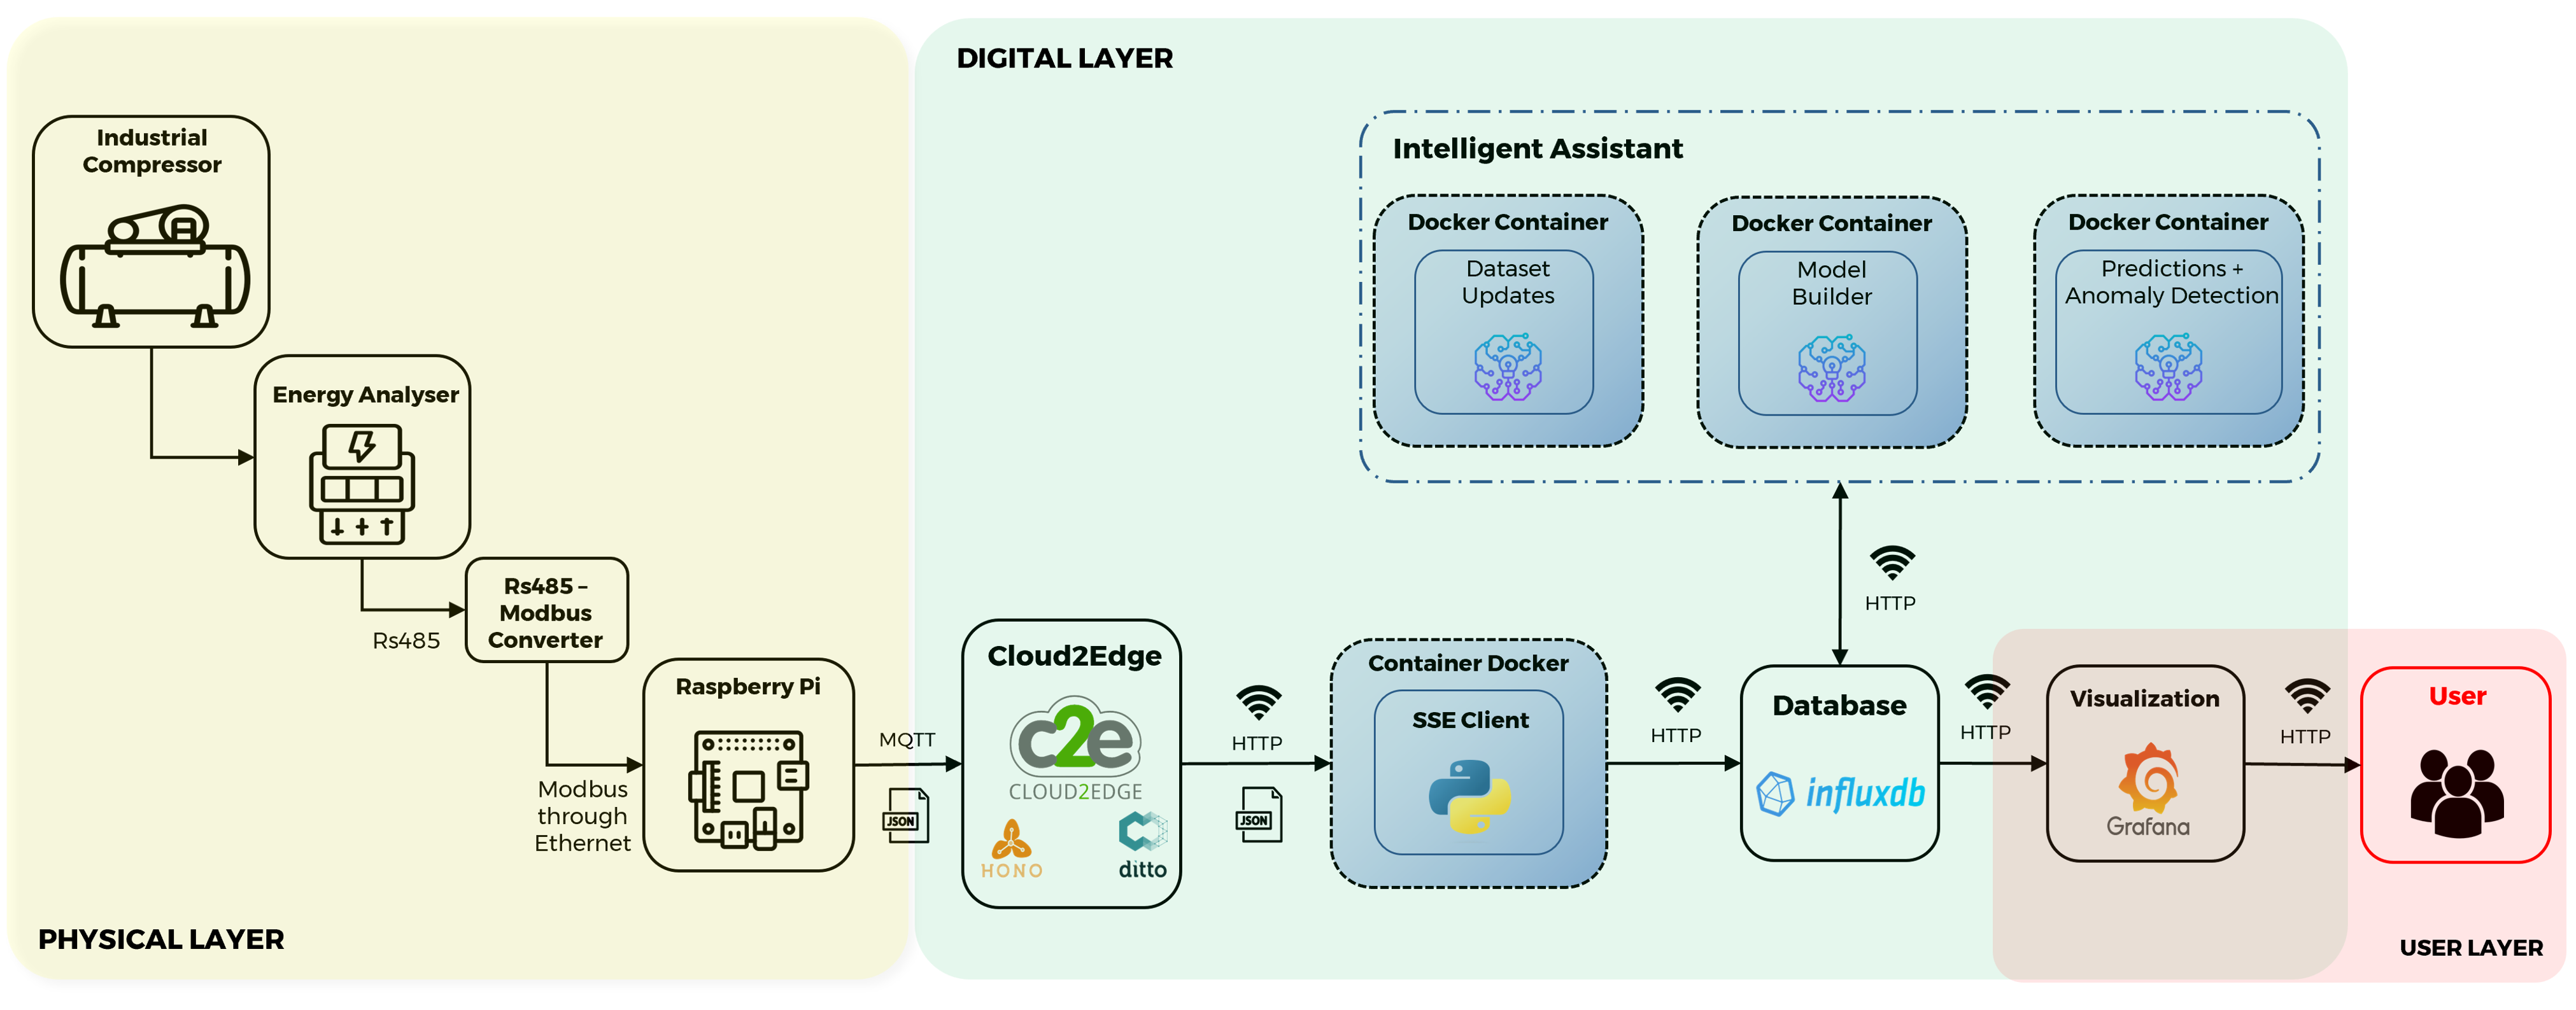 DIGITAL LAYER
Industrial
Compressor
Intelligent Assistant
Docker Container
Dataset
Updates
Docker Container
Model
Builder
Docker Container
Predictions +
Anomaly Detection
Energy Analyser
Rs485 –
Modbus
Converter
Rs485
HTTP
Raspberry Pi
Modbus
through
Ethernet
MQTT
JSON
Cloud2Edge
c2e
CLOUD2EDGE
HONO
ditto
HTTP
JSON
Container Docker
SSE Client
HTTP
Database
influxdb
HTTP
Visualization
Grafana
HTTP
User
PHYSICAL LAYER
USER LAYER